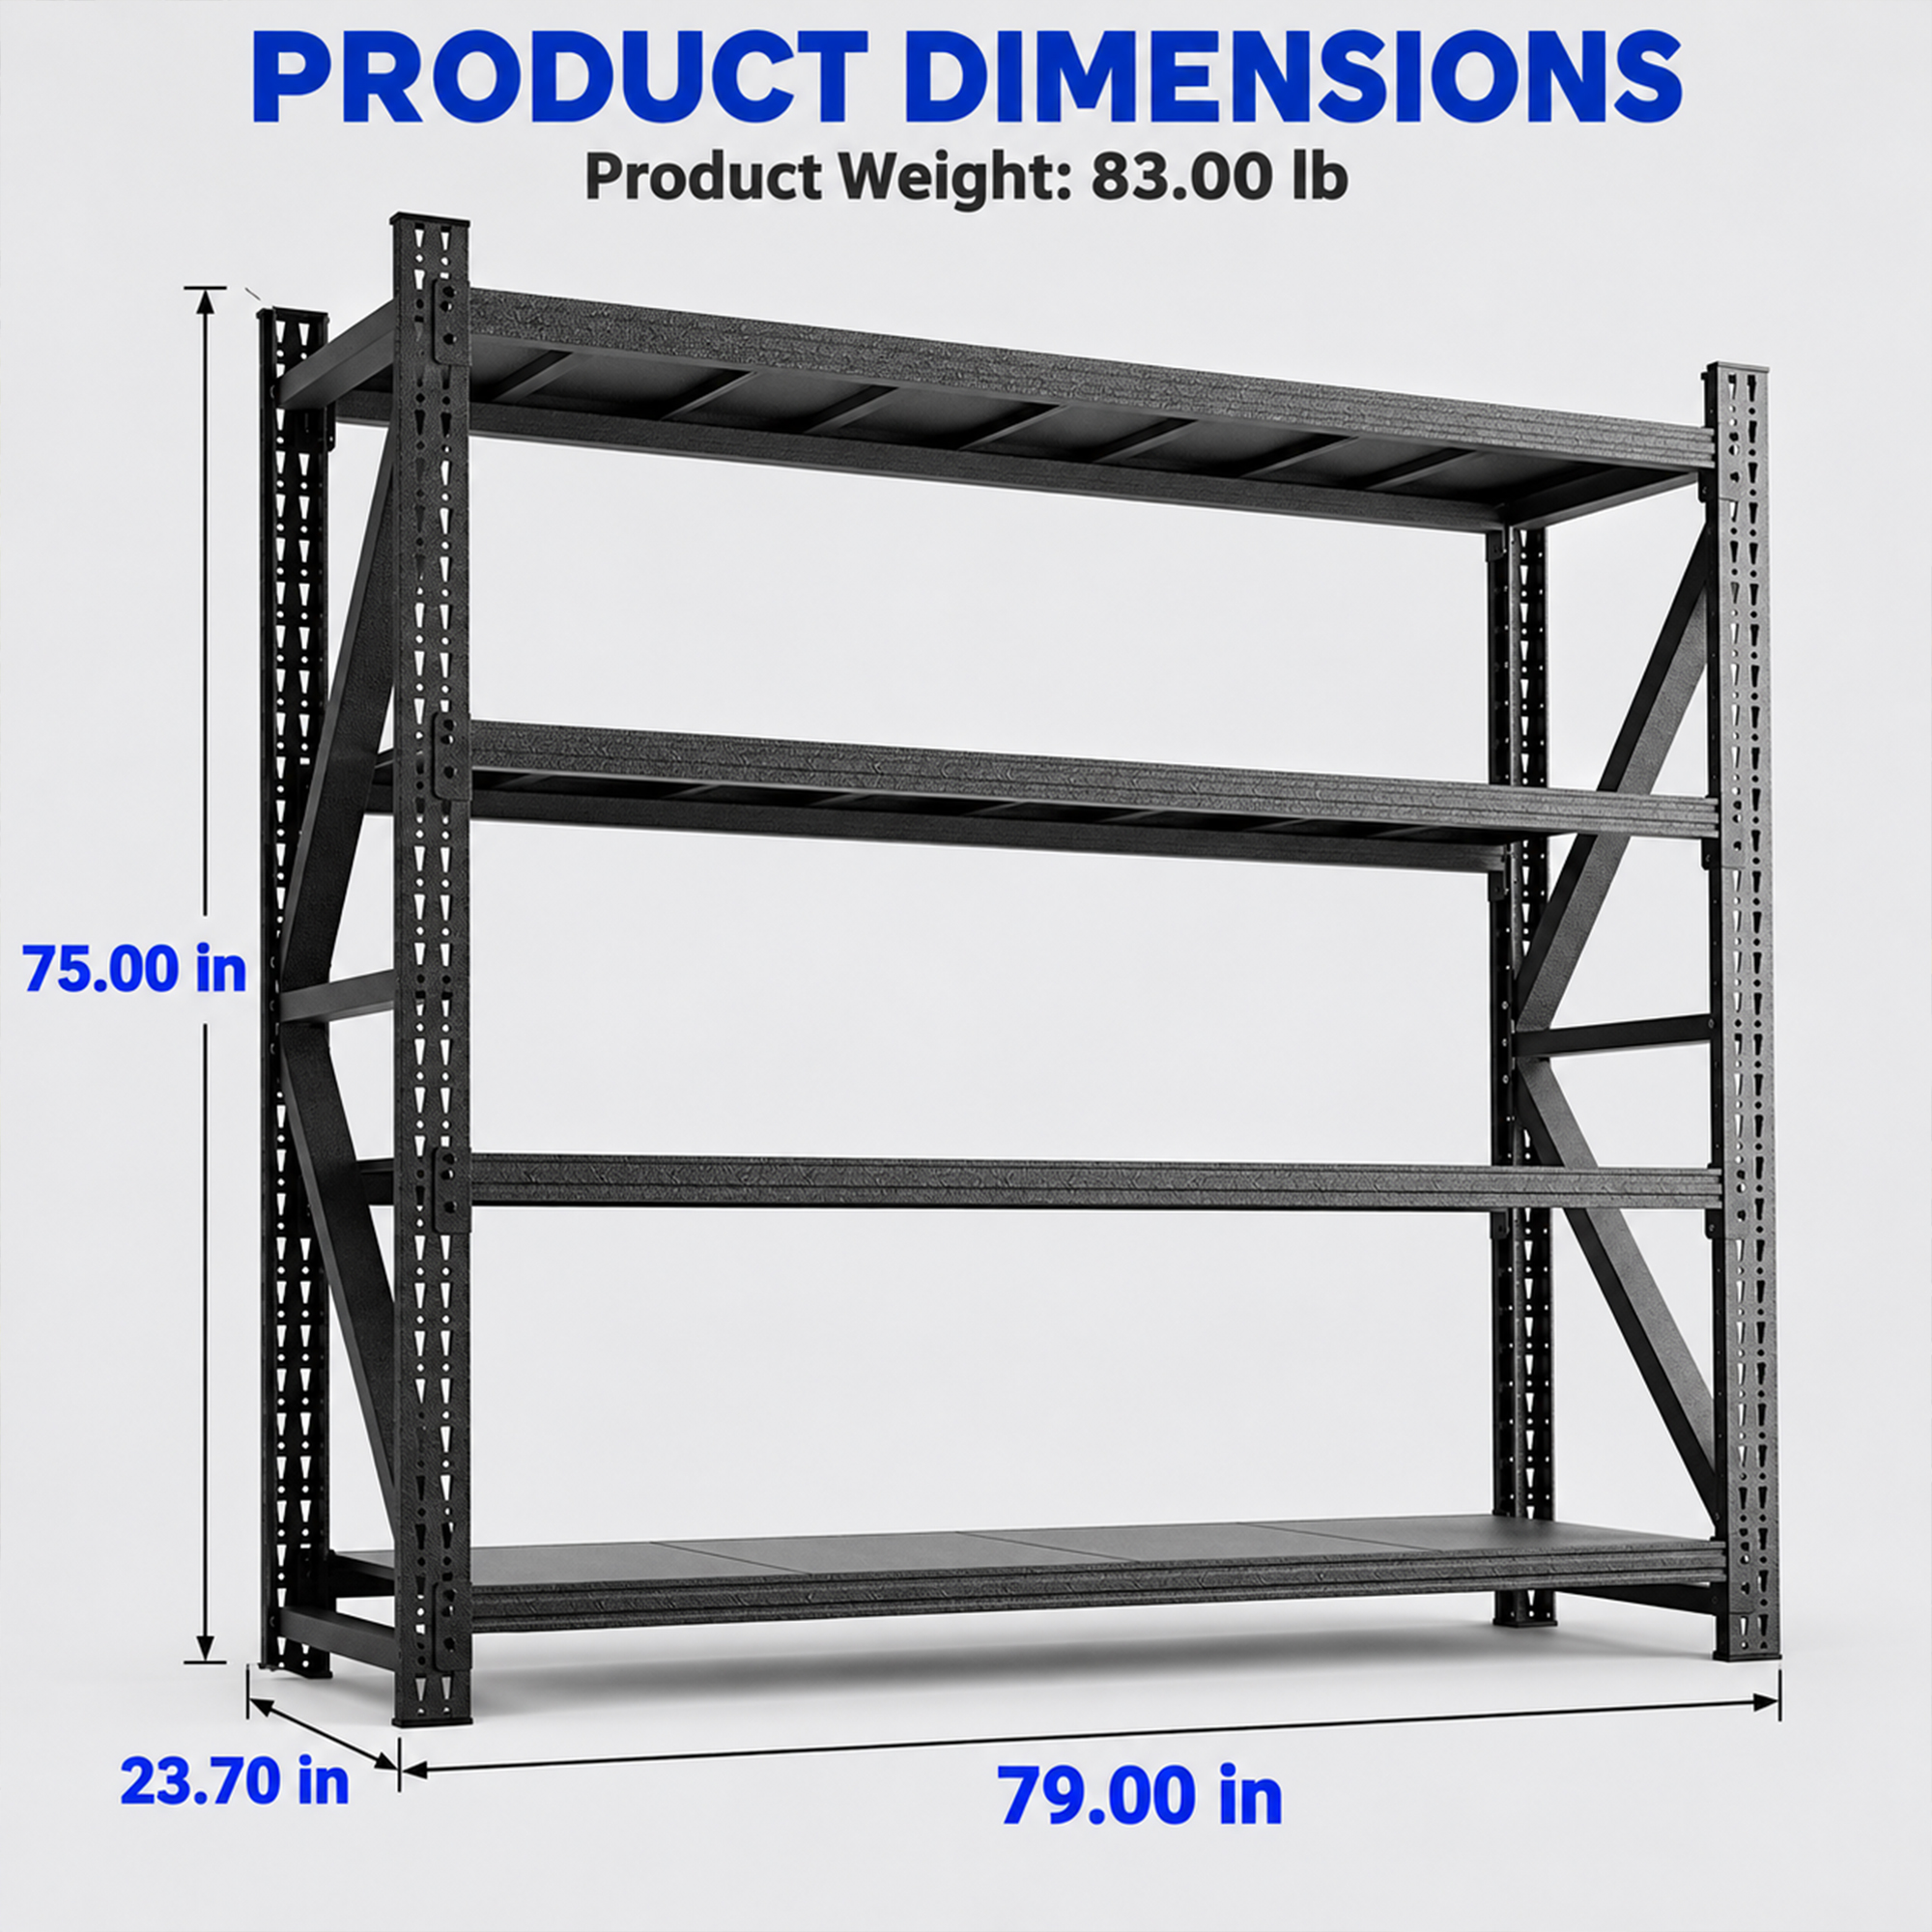 PRODUCT DIMENSIONS
Product Weight: 83.00 lb
75.00 in
23.70 in
79.00 in